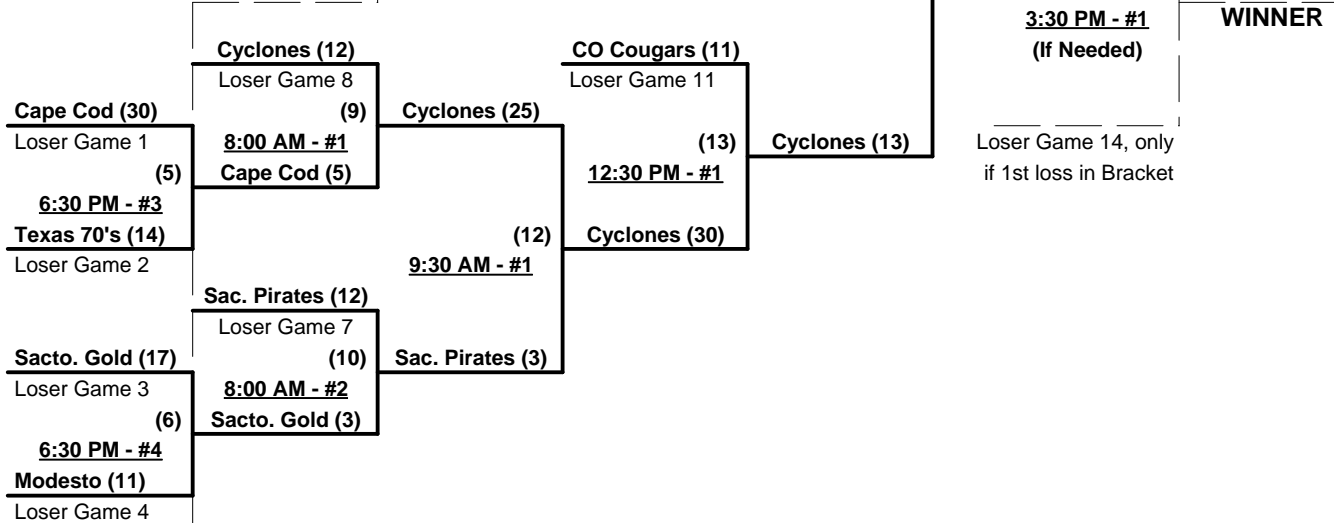 3:30 PM - #1
WINNER
(If Needed)
Cyclones (12)
CO Cougars (11)
Loser Game 8
Loser Game 11
Cape Cod (30)
(9)
Cyclones (25)
Loser Game 1
8:00 AM - #1
(13)
Cyclones (13)
Loser Game 14, only
if 1st loss in Bracket
(5)
Cape Cod (5)
12:30 PM - #1
6:30 PM - #3
Texas 70's (14)
(12)
Cyclones (30)
Loser Game 2
9:30 AM - #1
Sac. Pirates (12)
Loser Game 7
Sacto. Gold (17)
(10)
Sac. Pirates (3)
Loser Game 3
8:00 AM - #2
(6)
Sacto. Gold (3)
6:30 PM - #4
Modesto (11)
Loser Game 4